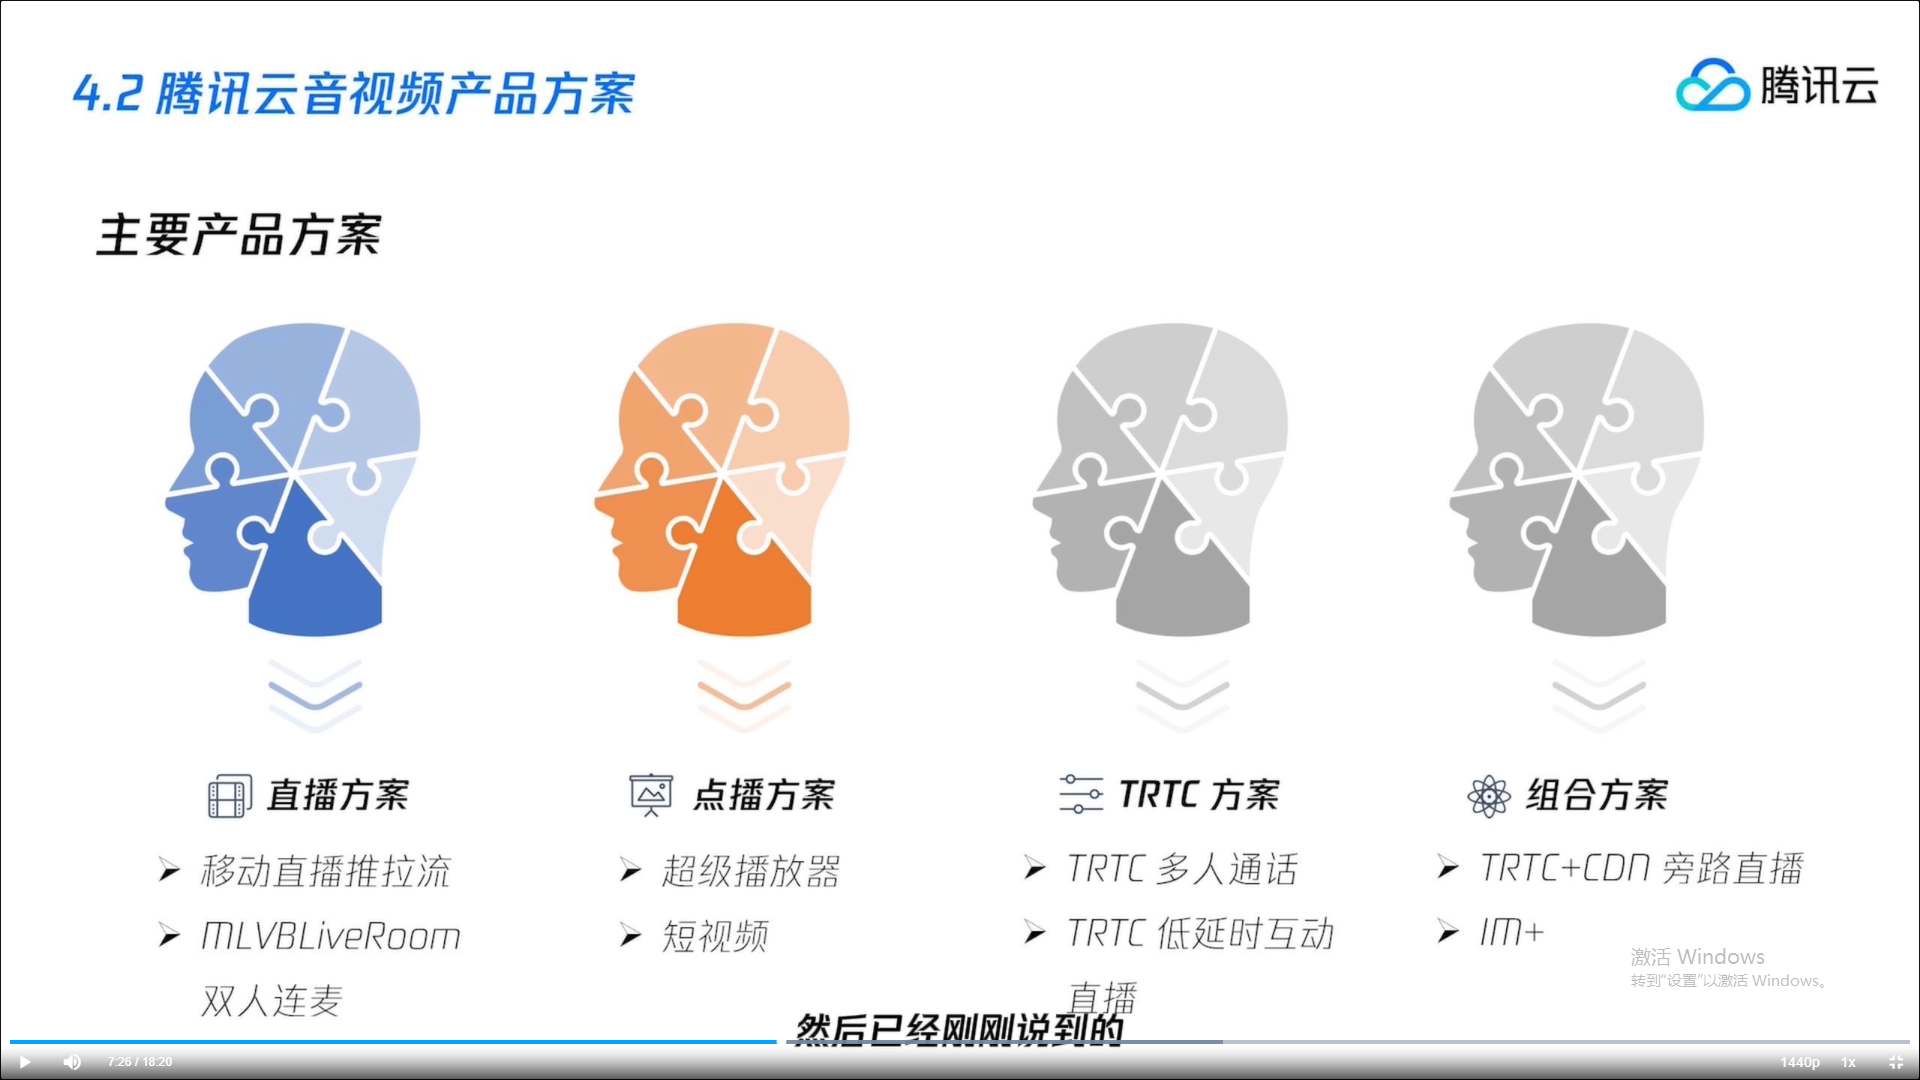 4.2 腾讯云音视频产品方案
腾讯云
主要产品方案
直播方案
移动直播推拉流
MLVBLiveRoom
双人连麦
点播方案
超级播放器
短视频
TRTC 方案
TRTC 多人通话
TRTC 低延时互动
直播
组合方案
TRTC+CDN 旁路直播
IM+
激活 Windows
转到“设置”以激活 Windows。
然后已经刚刚说到的
7:26 / 18:20
1440p
1x